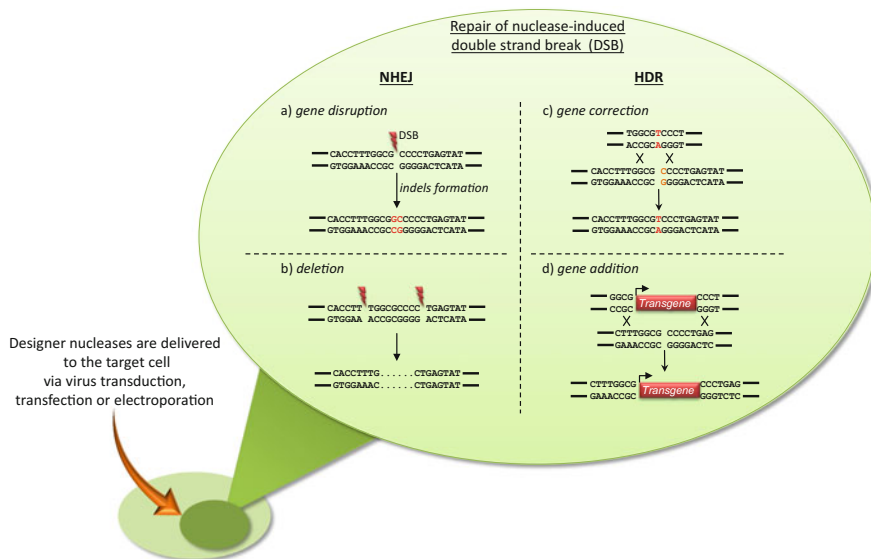 Repair of nuclease-induced
double strand break (DSB)
NHEJ
HDR
a) gene disruption
DSB
CACCTTTGGCG CCCCTGAGTAT
GTGGAAACCGC GGGGACTCATA
indels formation
CACCTTTGGCGGCCCCCTGAGTAT
GTGGAAACCGCCGGGGGACTCATA
b) deletion
CACCTT TGGCGCCCC TGAGTAT
GTGGAA ACCGCGGGG ACTCATA
CACCTTTG......CTGAGTAT
GTGGAAAC......CTGAGTAT
c) gene correction
TGGCGTCCCT
ACCGCAGGGT
X X
CACCTTTGGCG CCCCTGAGTAT
GTGGAAACCGC GGGGACTCATA
CACCTTTGGCGTCCCTGAGTAT
GTGGAAACCGCAGGGACTCATA
d) gene addition
GGCG Transgene CCCT
CCGC GGGT
X X
CTTTGGCG CCCCTGAG
GAAACCGC GGGGACTC
CTTTGGCG Transgene CCCTGAG
GAAACCGC GGGTCTC
Designer nucleases are delivered
to the target cell
via virus transduction,
transfection or electroporation